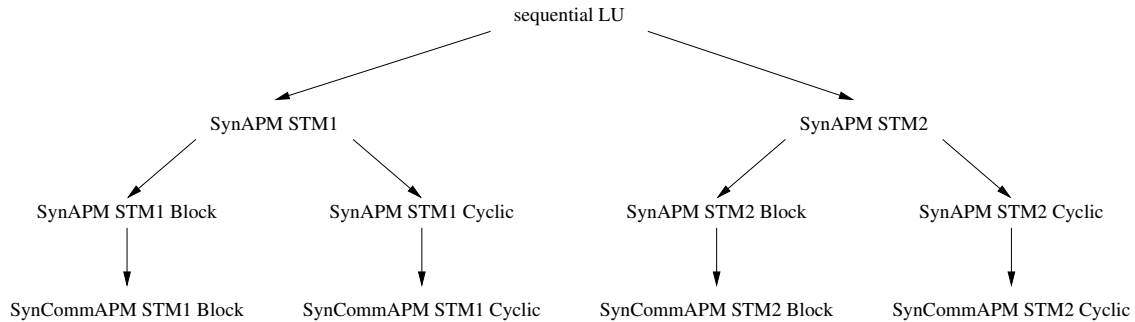 sequential LU
SynAPM STM1
SynAPM STM2
SynAPM STM1 Block
SynAPM STM1 Cyclic
SynAPM STM2 Block
SynAPM STM2 Cyclic
SynCommAPM STM1 Block
SynCommAPM STM1 Cyclic
SynCommAPM STM2 Block
SynCommAPM STM2 Cyclic